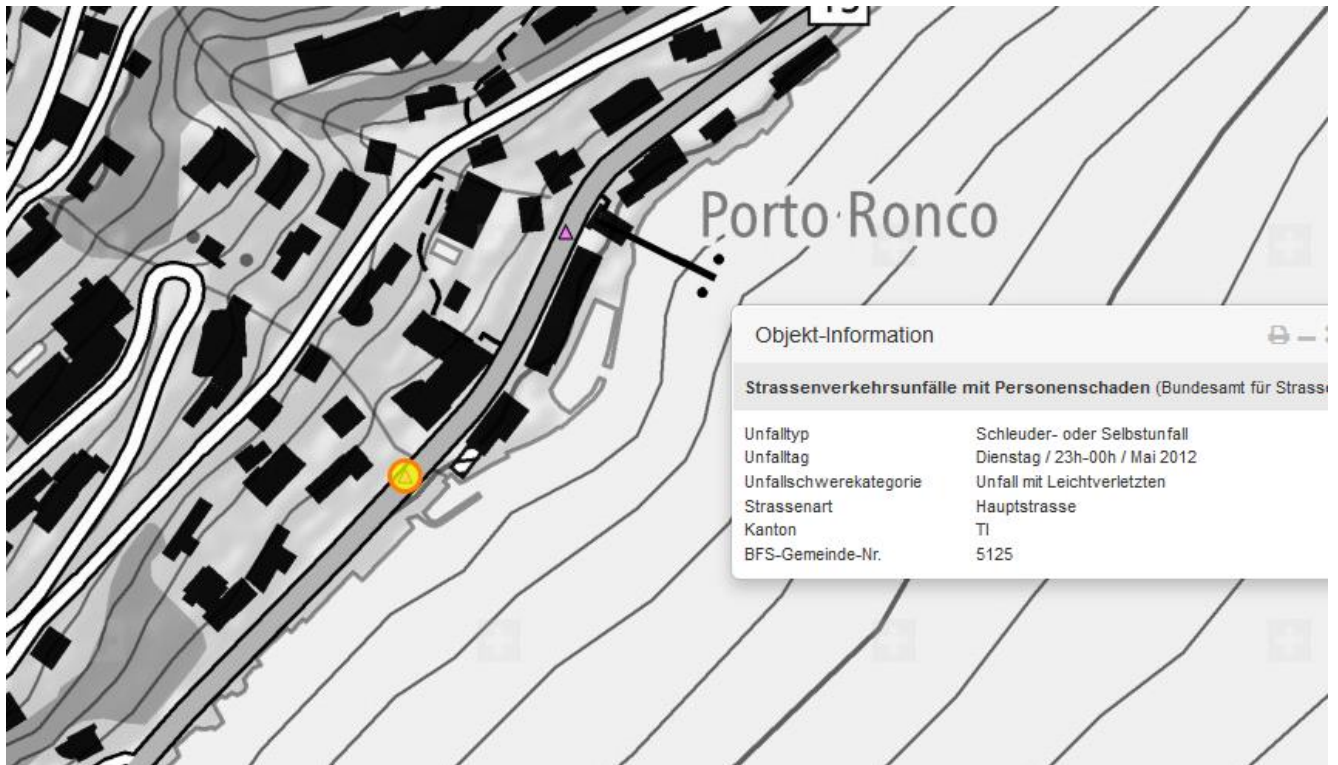 Porto Ronco
Objekt-Information
Strassenverkehrsunfälle mit Personenschaden (Bundesamt für Strasse
Unfalltyp Schleuder- oder Selbstunfall
Unfalltag Dienstag / 23h-00h / Mai 2012
Unfallschwerekategorie Unfall mit Leichtverletzten
Strassenart Hauptstrasse
Kanton TI
BFS-Gemeinde-Nr. 5125